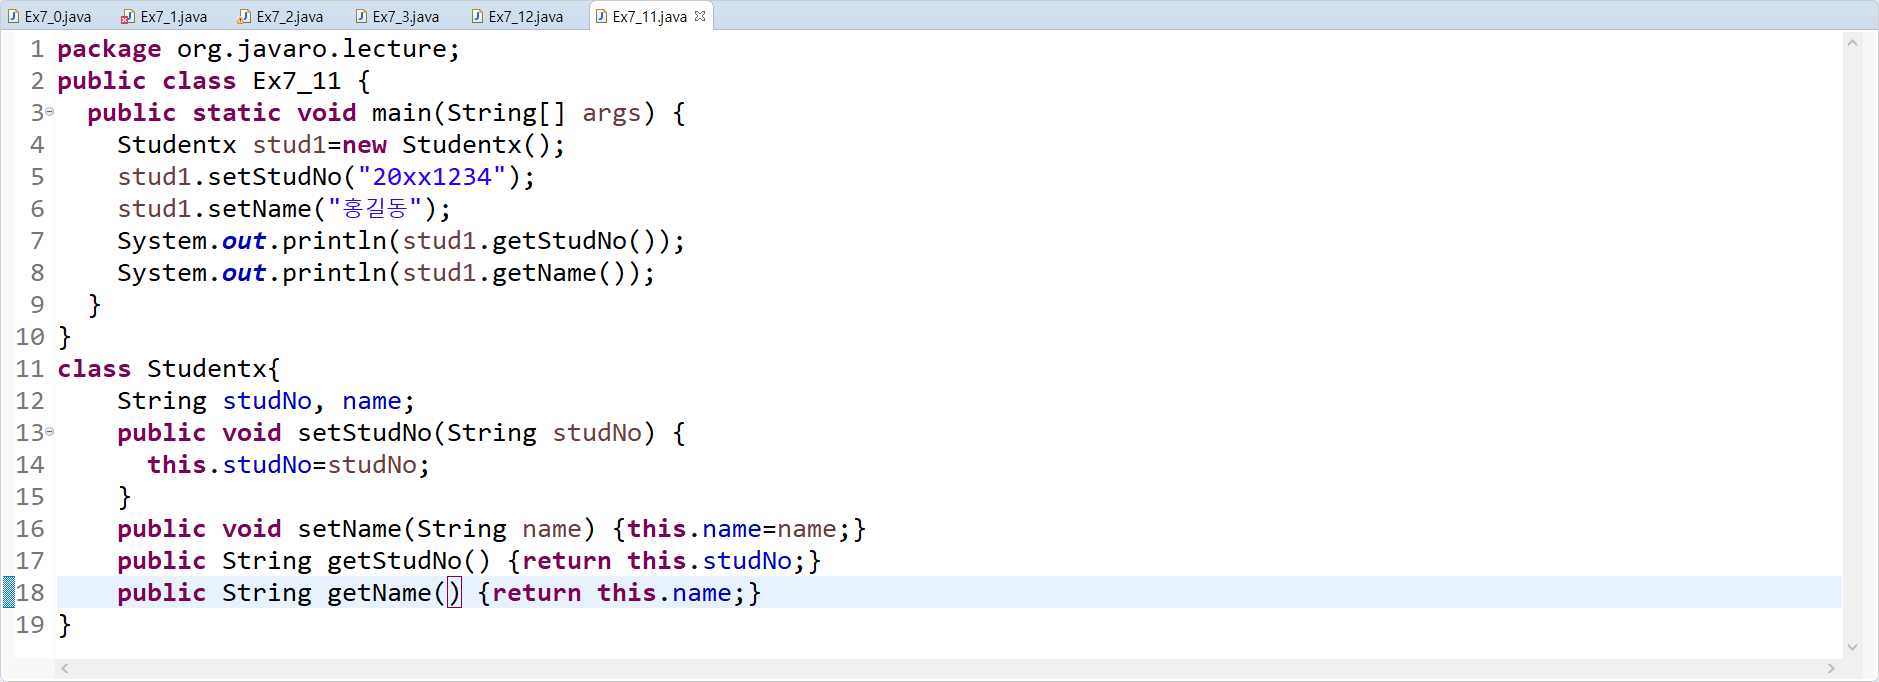 Ex7_0.java Ex7_1.java Ex7_2.java Ex7_3.java Ex7_12.java Ex7_11.java
1 package org.javaro.lecture;
2 public class Ex7_11 {
3 public static void main(String[] args) {
4 Studentx stud1=new Studentx();
5 stud1.setStudNo("20xx1234");
6 stud1.setName("홍길동");
7 System.out.println(stud1.getStudNo());
8 System.out.println(stud1.getName());
9 }
10 }
11 class Studentx{
12 String studNo, name;
13 public void setStudNo(String studNo) {
14 this.studNo=studNo;
15 }
16 public void setName(String name) {this.name=name;}
17 public String getStudNo() {return this.studNo;}
18 public String getName() {return this.name;}
19 }